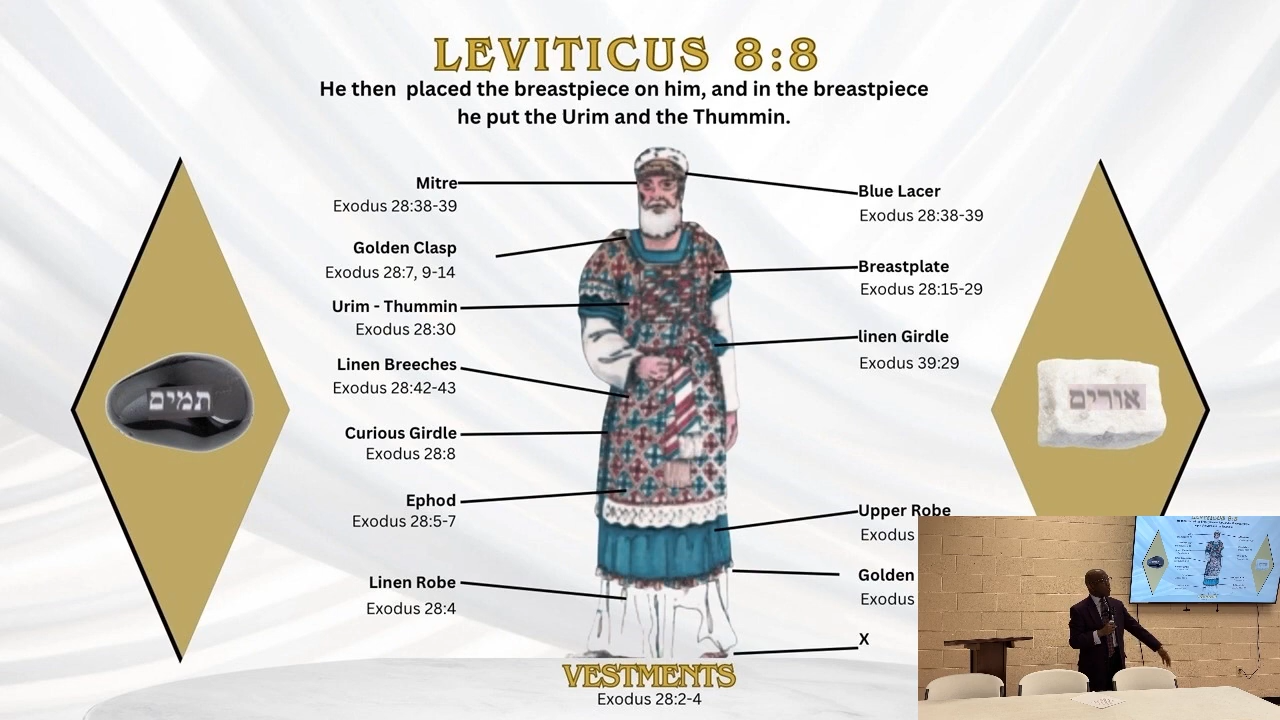 LEVITICUS 8:8
He then placed the breastpiece on him, and in the breastpiece
he put the Urim and the Thummin.
Mitre
Exodus 28:38-39
Golden Clasp
Exodus 28:7, 9-14
Urim - Thummin
Exodus 28:30
Linen Breeches
Exodus 28:42-43
Curious Girdle
Exodus 28:8
Ephod
Exodus 28:5-7
Linen Robe
Exodus 28:4
תמים
Blue Lacer
Exodus 28:38-39
Breastplate
Exodus 28:15-29
linen Girdle
Exodus 39:29
Upper Robe
Exodus
Golden
Exodus
X
אורים
VESTMENTS
Exodus 28:2-4
LEVITICUS 8:8